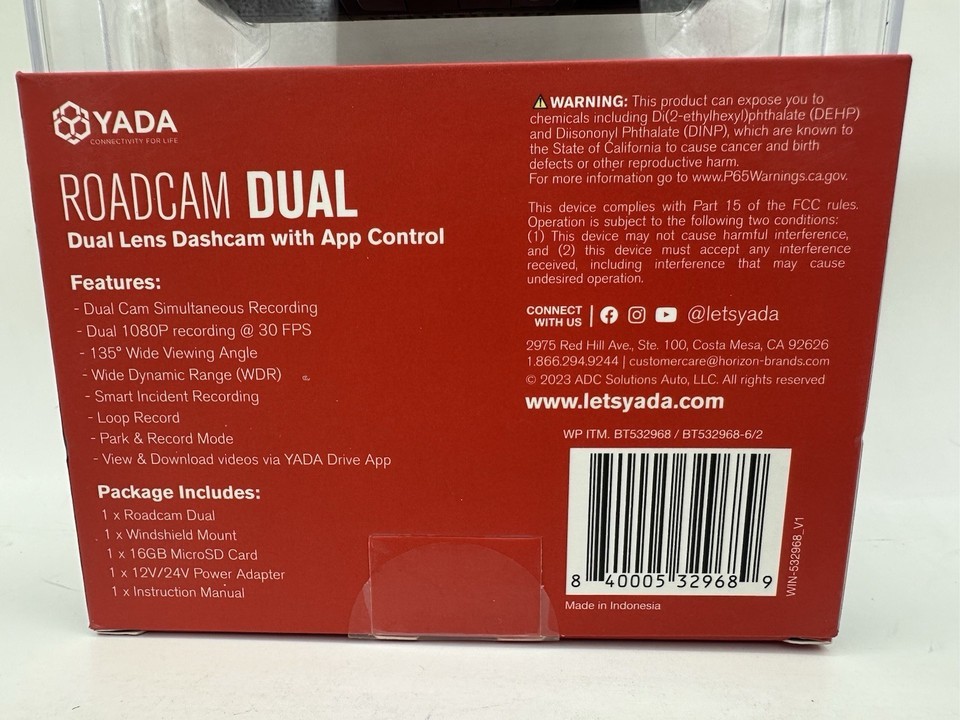 YADA
CONNECTIVITY FOR LIFE
ROADCAM DUAL
Dual Lens Dashcam with App Control
Features:
- Dual Cam Simultaneous Recording
- Dual 1080P recording @ 30 FPS
- 135° Wide Viewing Angle
- Wide Dynamic Range (WDR)
- Smart Incident Recording
- Loop Record
- Park & Record Mode
- View & Download videos via YADA Drive App
Package Includes:
1 x Roadcam Dual
1 x Windshield Mount
1 x 16GB MicroSD Card
1 x 12V/24V Power Adapter
1 x Instruction Manual
WARNING: This product can expose you to
chemicals including Di(2-ethylhexyl)phthalate (DEHP)
and Diisononyl Phthalate (DINP), which are known to
the State of California to cause cancer and birth
defects or other reproductive harm.
For more information go to www.P65Warnings.ca.gov.
This device complies with Part 15 of the FCC rules.
Operation is subject to the following two conditions:
(1) This device may not cause harmful interference,
and (2) this device must accept any interference
received, including interference that may cause
undesired operation.
CONNECT
WITH US | @letsyada
2975 Red Hill Ave., Ste. 100, Costa Mesa, CA 92626
1.866.294.9244 | customercare@horizon-brands.com
© 2023 ADC Solutions Auto, LLC. All rights reserved
www.letsyada.com
WP ITM. BT532968 / BT532968-6/2
8 40005 32968 9
WIN-532968_V1
Made in Indonesia